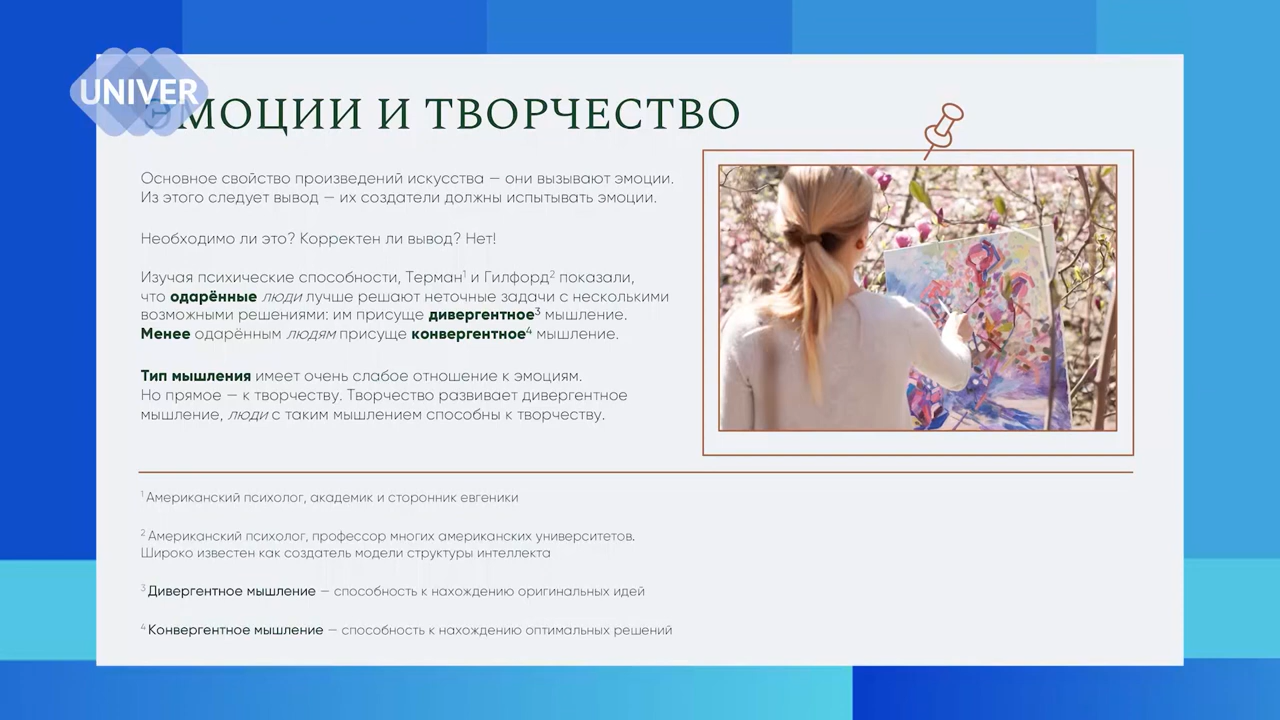 UNIVER
ЭМОЦИИ И ТВОРЧЕСТВО
Основное свойство произведений искусства — они вызывают эмоции.
Из этого следует вывод — их создатели должны испытывать эмоции.
Необходимо ли это? Корректен ли вывод? Нет!
Изучая психические способности, Терман¹ и Гилфорд² показали,
что одарённые люди лучше решают неточные задачи с несколькими
возможными решениями: им присуще дивергентное³ мышление.
Менее одарённым людям присуще конвергентное⁴ мышление.
Тип мышления имеет очень слабое отношение к эмоциям.
Но прямое — к творчеству. Творчество развивает дивергентное
мышление, люди с таким мышлением способны к творчеству.
¹ Американский психолог, академик и сторонник евгеники
² Американский психолог, профессор многих американских университетов.
Широко известен как создатель модели структуры интеллекта
³ Дивергентное мышление — способность к нахождению оригинальных идей
⁴ Конвергентное мышление — способность к нахождению оптимальных решений